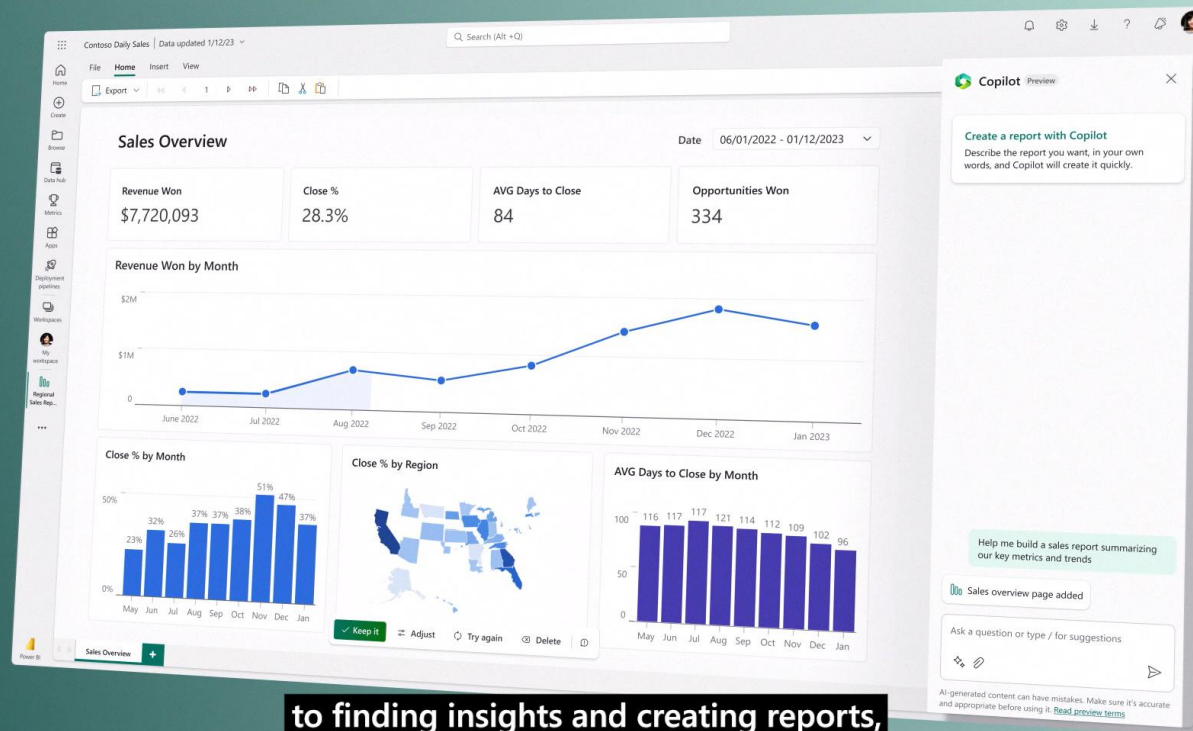 Contoso Daily Sales | Data updated 1/12/23
Search (Alt +Q)
File Home Insert View
Export 1
Home
Create
Browse
Data hub
Metrics
Apps
Deployment
pipelines
Workspaces
My
workspace
Regional
Sales Rep...
Power BI
Sales Overview
Date 06/01/2022 - 01/12/2023
Revenue Won
$7,720,093
Close %
28.3%
AVG Days to Close
84
Opportunities Won
334
Revenue Won by Month
$2M
$1M
0
June 2022 Jul 2022 Aug 2022 Sep 2022 Oct 2022 Nov 2022 Dec 2022 Jan 2023
Close % by Month
50%
0%
23% 32% 26% 37% 37% 38% 51% 47% 37%
May Jun Jul Aug Sep Oct Nov Dec Jan
Close % by Region
AVG Days to Close by Month
100
50
0
116 117 117 121 114 112 109 102 96
May Jun Jul Aug Sep Oct Nov Dec Jan
Keep it Adjust Try again Delete
Sales Overview +
?
Copilot Preview
Create a report with Copilot
Describe the report you want, in your own
words, and Copilot will create it quickly.
Help me build a sales report summarizing
our key metrics and trends
Sales overview page added
Ask a question or type / for suggestions
AI-generated content can have mistakes. Make sure it's accurate
and appropriate before using it. Read preview terms
to finding insights and creating reports,